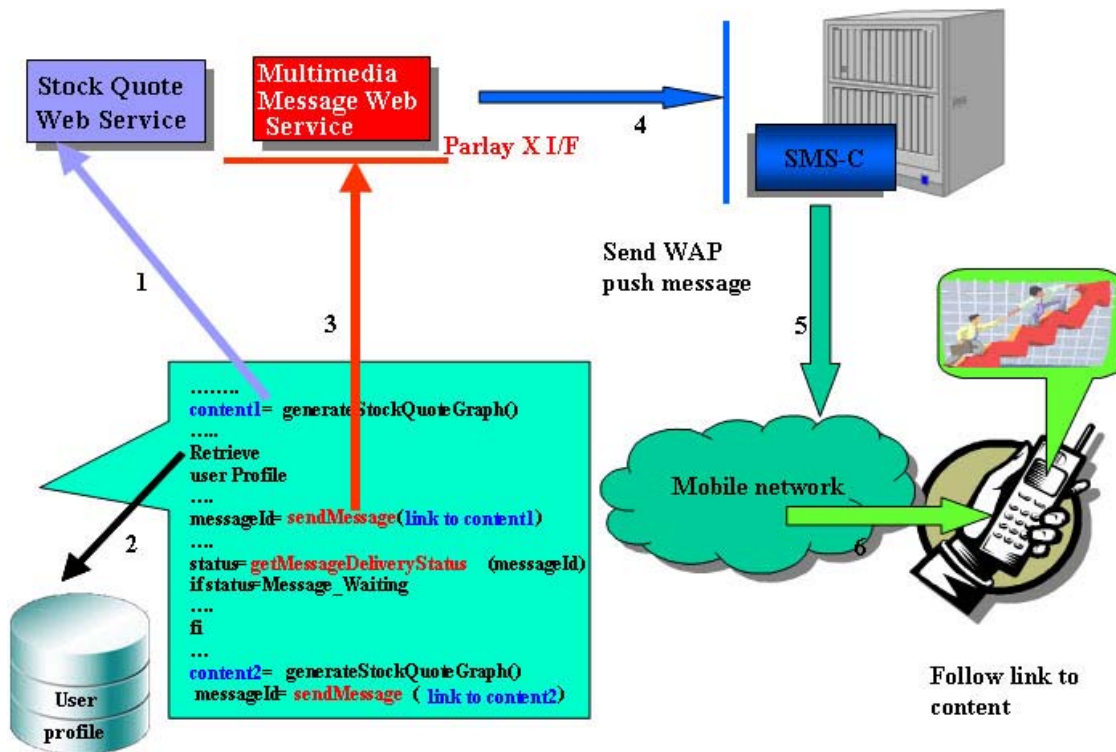 Stock Quote
Web Service
Multimedia
Message Web
Service
Parlay X I/F
4
SMS-C
1
3
Send WAP
push message
5
........
content1= generateStockQuoteGraph()
.....
Retrieve
user Profile
....
messageId= sendMessage(link to content1)
....
status= getMessageDeliveryStatus (messageId)
if status=Message_Waiting
....
fi
...
content2= generateStockQuoteGraph()
messageId= sendMessage ( link to content2)
2
User
profile
Mobile network
6
Follow link to
content